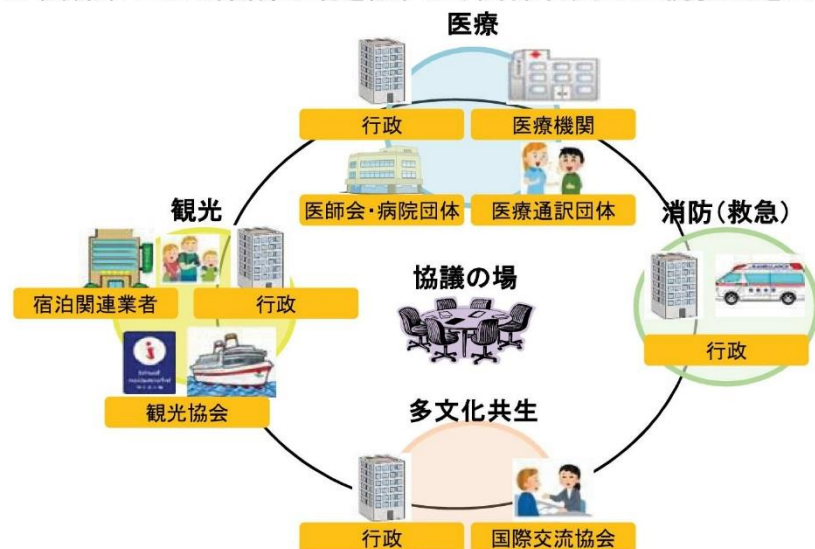 医療
行政
医療機関
医師会・病院団体
医療通訳団体
観光
宿泊関連業者
行政
観光協会
協議の場
消防(救急)
行政
多文化共生
行政
国際交流協会